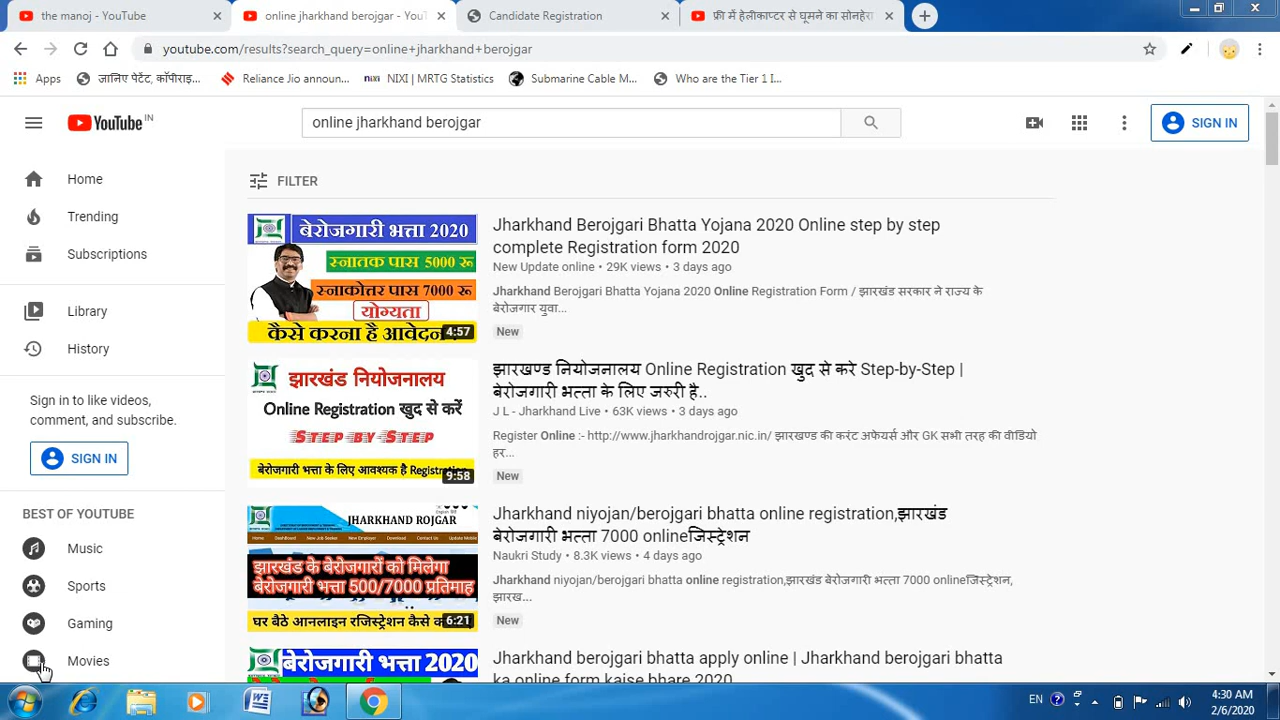 the manoj - YouTube
online jharkhand berojgar - YouT
Candidate Registration
फ्री में हेलीकाप्टर से घूमने का सोनहेरा
youtube.com/results?search_query=online+jharkhand+berojgar
Apps
जानिए पेटेंट, कॉपीराइ...
Reliance Jio announ...
NIXI | MRTG Statistics
Submarine Cable M...
Who are the Tier 1 I...
YouTube IN
online jharkhand berojgar
SIGN IN
Home
Trending
Subscriptions
Library
History
Sign in to like videos,
comment, and subscribe.
SIGN IN
BEST OF YOUTUBE
Music
Sports
Gaming
Movies
FILTER
बेरोजगारी भत्ता 2020
स्नातक पास 5000 रू
स्नाकोत्तर पास 7000 रू
योग्यता
कैसे करना है आवेदन
4:57
Jharkhand Berojgari Bhatta Yojana 2020 Online step by step
complete Registration form 2020
New Update online • 29K views • 3 days ago
Jharkhand Berojgari Bhatta Yojana 2020 Online Registration Form / झारखंड सरकार ने राज्य के
बेरोजगार युवा...
New
झारखंड नियोजनालय
Online Registration खुद से करें
STEP-BY-STEP
बेरोजगारी भत्ता के लिए आवश्यक है Registration
9:58
झारखण्ड नियोजनालय Online Registration खुद से करे Step-by-Step |
बेरोजगारी भत्ता के लिए जरुरी है..
J L - Jharkhand Live • 63K views • 3 days ago
Register Online :- http://www.jharkhandrojgar.nic.in/ झारखण्ड की करंट अफेयर्स और GK सभी तरह की वीडियो
हर...
New
JHARKHAND ROJGAR
झारखंड के बेरोजगारों को मिलेगा
बेरोजगारी भत्ता 500/7000 प्रतिमाह
घर बैठे आनलाइन रजिस्ट्रेशन कैसे
6:21
Jharkhand niyojan/berojgari bhatta online registration,झारखंड
बेरोजगारी भत्ता 7000 onlineजिस्ट्रेशन
Naukri Study • 8.3K views • 4 days ago
Jharkhand niyojan/berojgari bhatta online registration,झारखंड बेरोजगारी भत्ता 7000 onlineजिस्ट्रेशन,
झारख...
New
बेरोजगारी भत्ता 2020
Jharkhand berojgari bhatta apply online | Jharkhand berojgari bhatta
ka online form kaise bhare 2020
EN
4:30 AM
2/6/2020